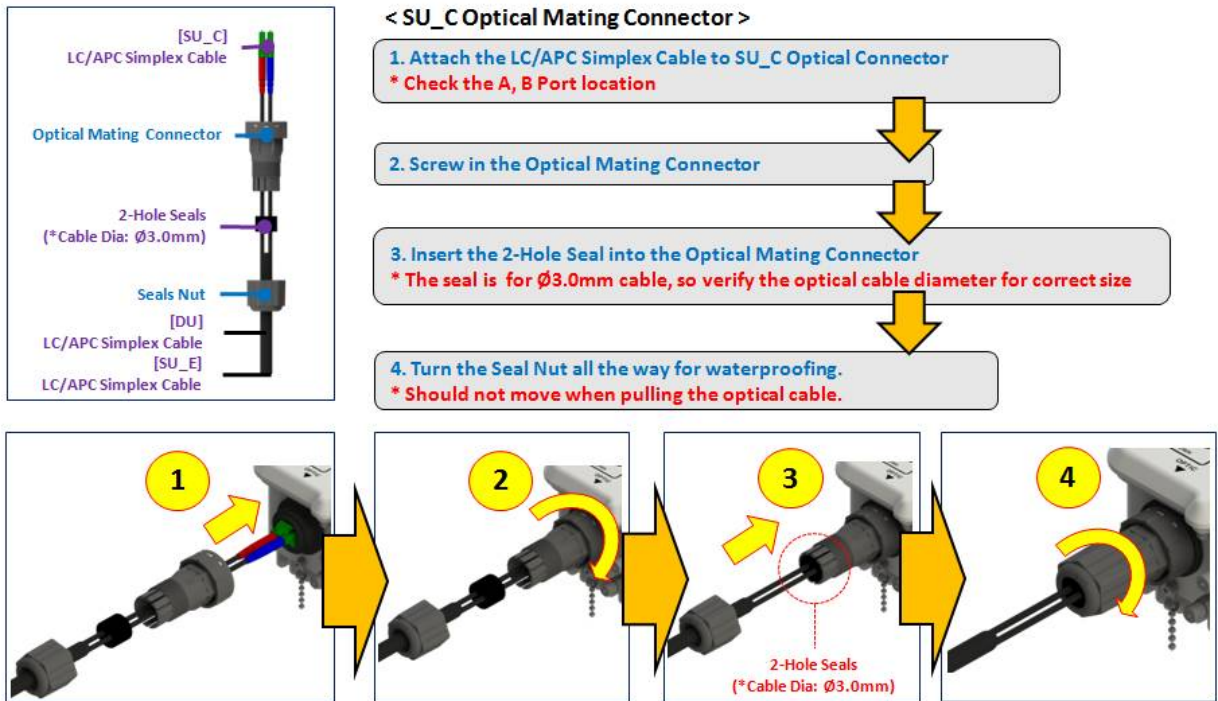 [SU_C]
LC/APC Simplex Cable
Optical Mating Connector
2-Hole Seals
(*Cable Dia: Ø3.0mm)
Seals Nut
[DU]
LC/APC Simplex Cable
[SU_E]
LC/APC Simplex Cable
< SU_C Optical Mating Connector >
1. Attach the LC/APC Simplex Cable to SU_C Optical Connector
* Check the A, B Port location
2. Screw in the Optical Mating Connector
3. Insert the 2-Hole Seal into the Optical Mating Connector
* The seal is for Ø3.0mm cable, so verify the optical cable diameter for correct size
4. Turn the Seal Nut all the way for waterproofing.
* Should not move when pulling the optical cable.
1
2
3
2-Hole Seals
(*Cable Dia: Ø3.0mm)
4
OPTIC